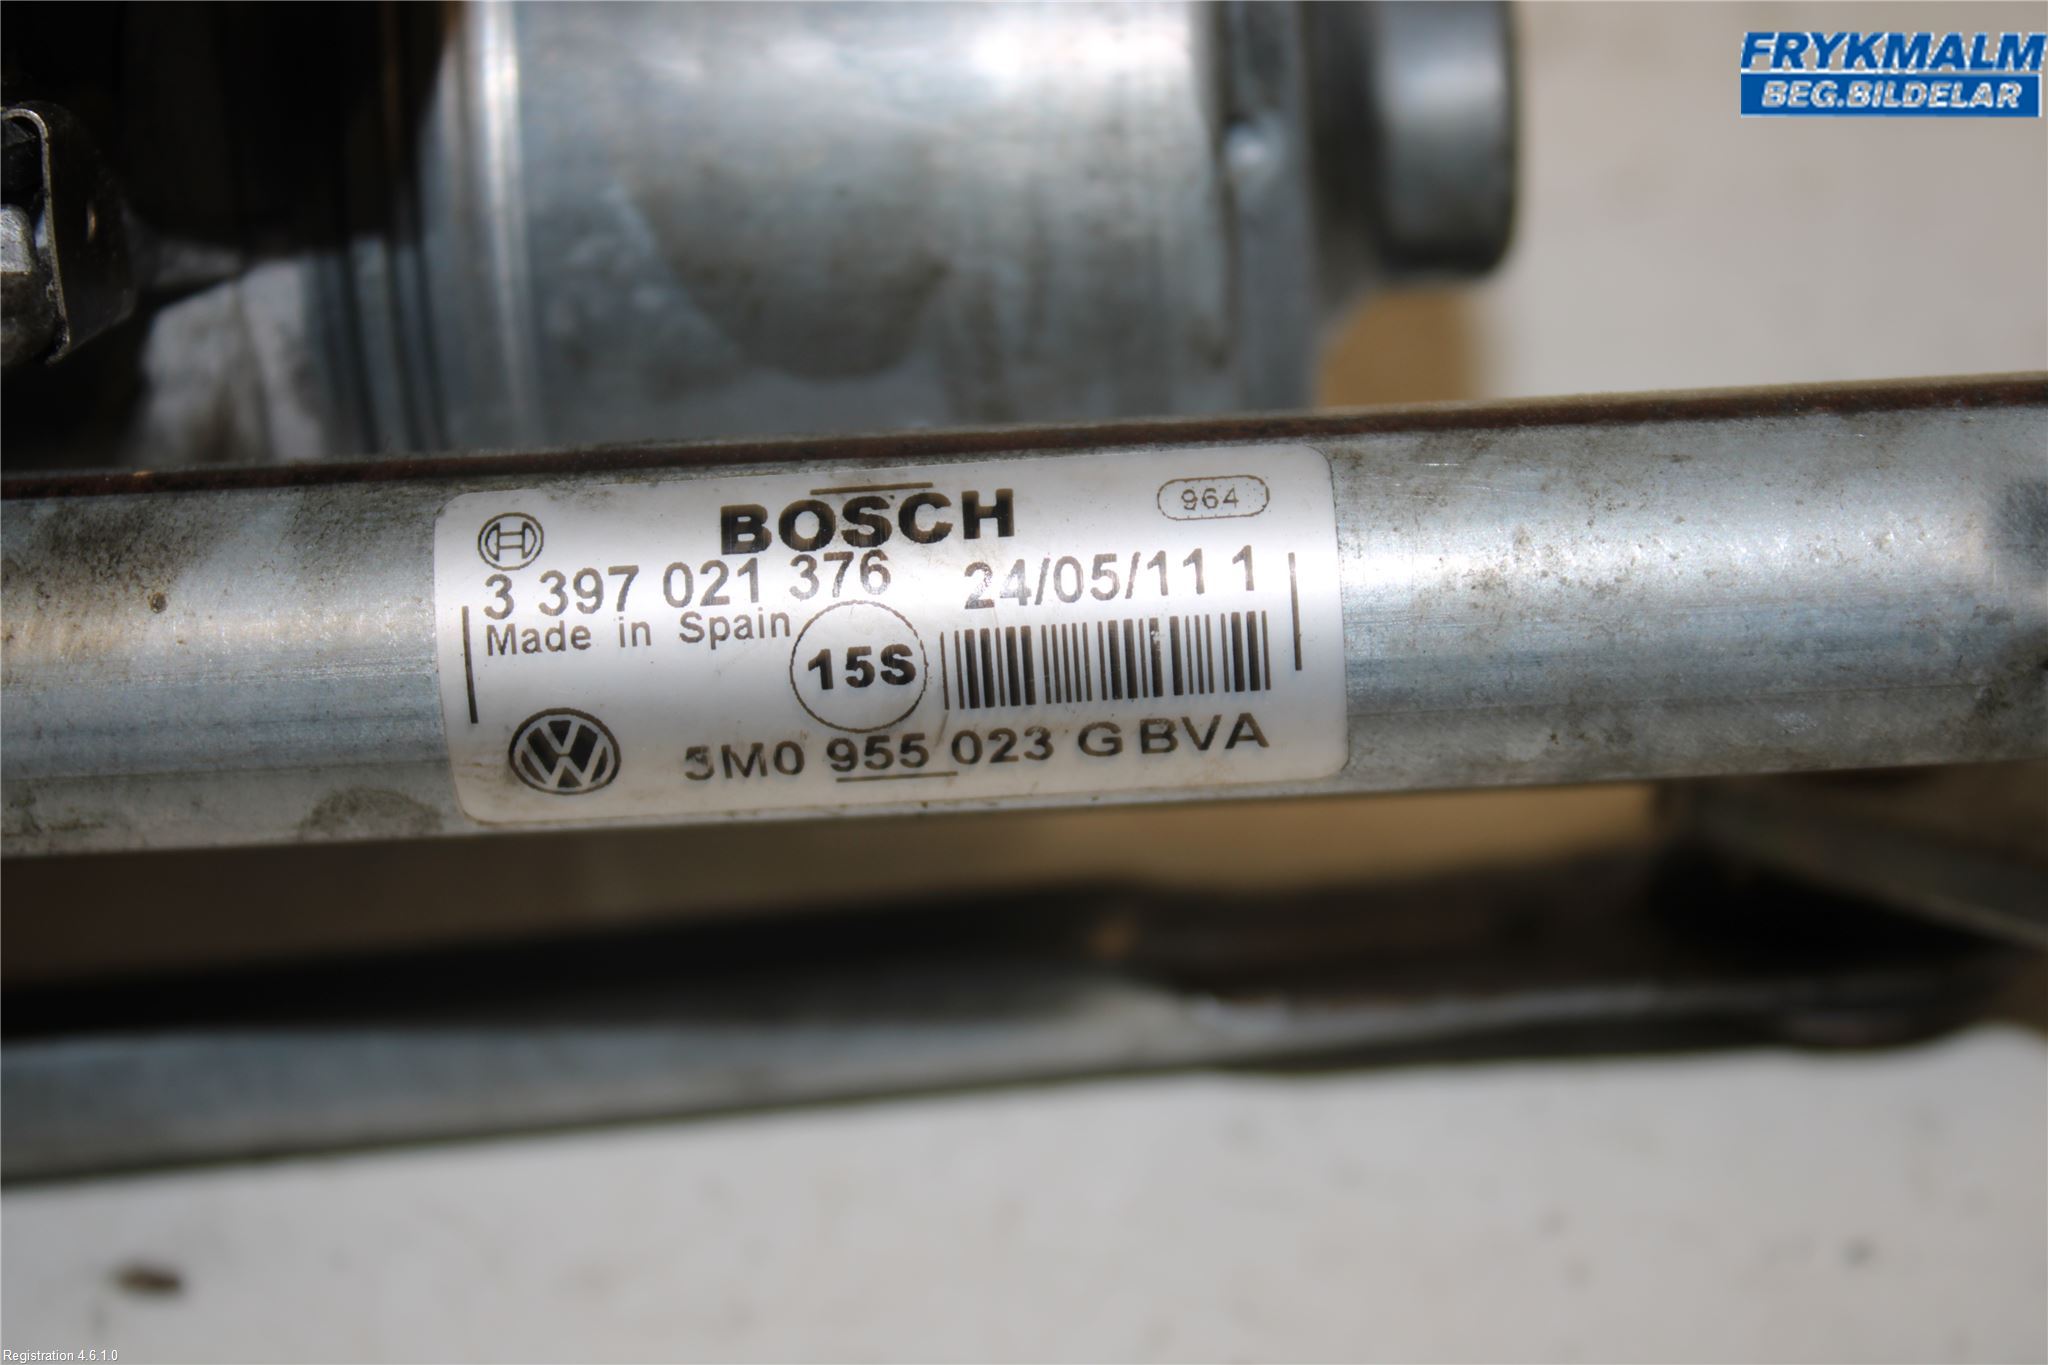 FRYKMALM
BEG.BILDELAR
BOSCH 964
3 397 021 376 24/05/11 1
Made in Spain
15S
5M0 955 023 G BVA
Registration 4.6.1.0